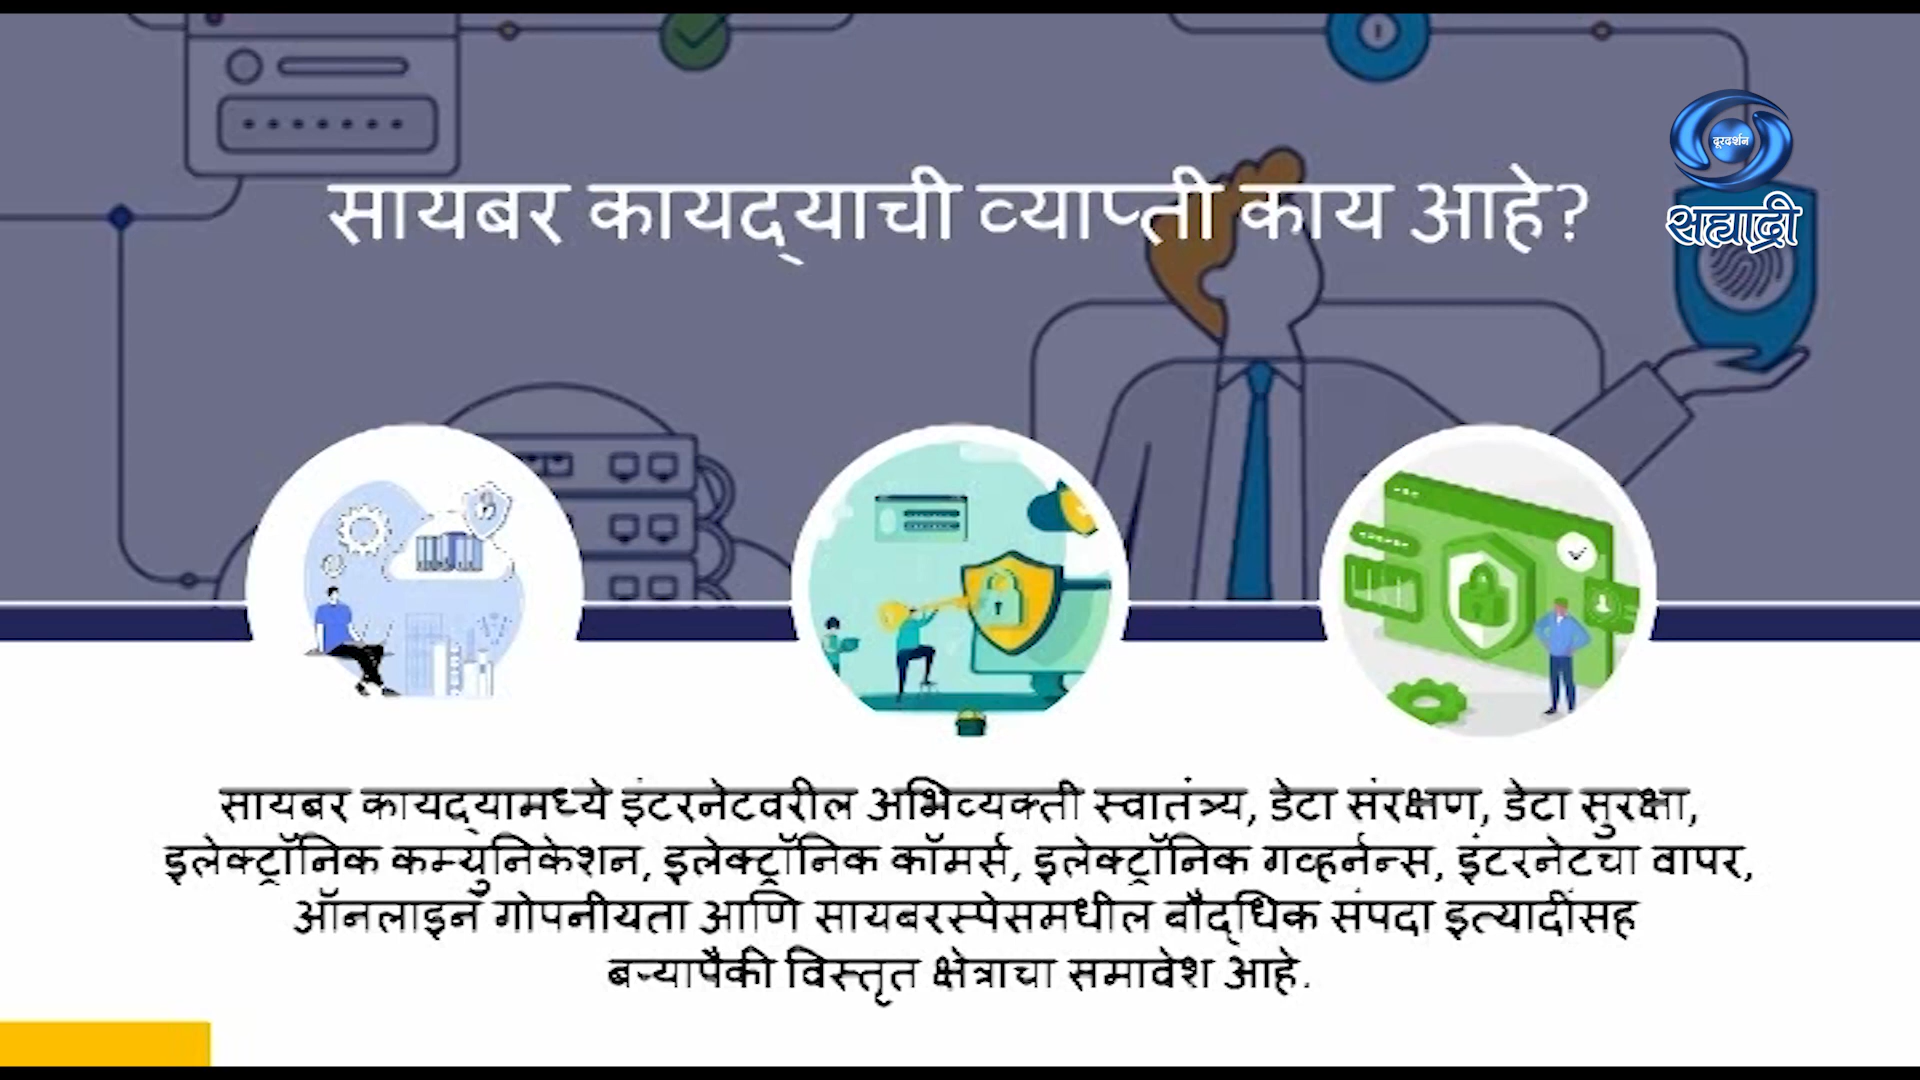 दूरदर्शन
सह्याद्री
सायबर कायद्याची व्याप्ती काय आहे?
सायबर कायद्यामध्ये इंटरनेटवरील अभिव्यक्ती स्वातंत्र्य, डेटा संरक्षण, डेटा सुरक्षा,
इलेक्ट्रॉनिक कम्युनिकेशन, इलेक्ट्रॉनिक कॉमर्स, इलेक्ट्रॉनिक गव्हर्नन्स, इंटरनेटचा वापर,
ऑनलाइन गोपनीयता आणि सायबरस्पेसमधील बौद्धिक संपदा इत्यादींसह
बऱ्यापैकी विस्तृत क्षेत्राचा समावेश आहे.